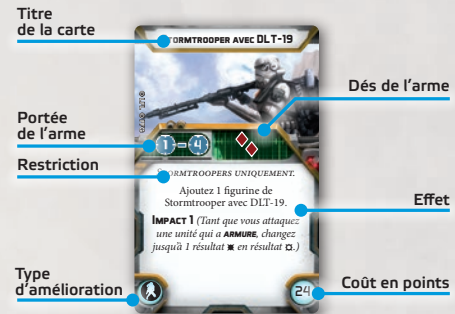 Titre
de la carte
STORMTROOPER AVEC DLT-19
Dés de l'arme
Portée
de l'arme
1 - 4
Restriction
STORMTROOPERS UNIQUEMENT.
Ajoutez 1 figurine de
Stormtrooper avec DLT-19.
Effet
IMPACT 1 (Tant que vous attaquez
une unité qui a ARMURE, changez
jusqu'à 1 résultat en résultat .)
Type
d'amélioration
24
Coût en points